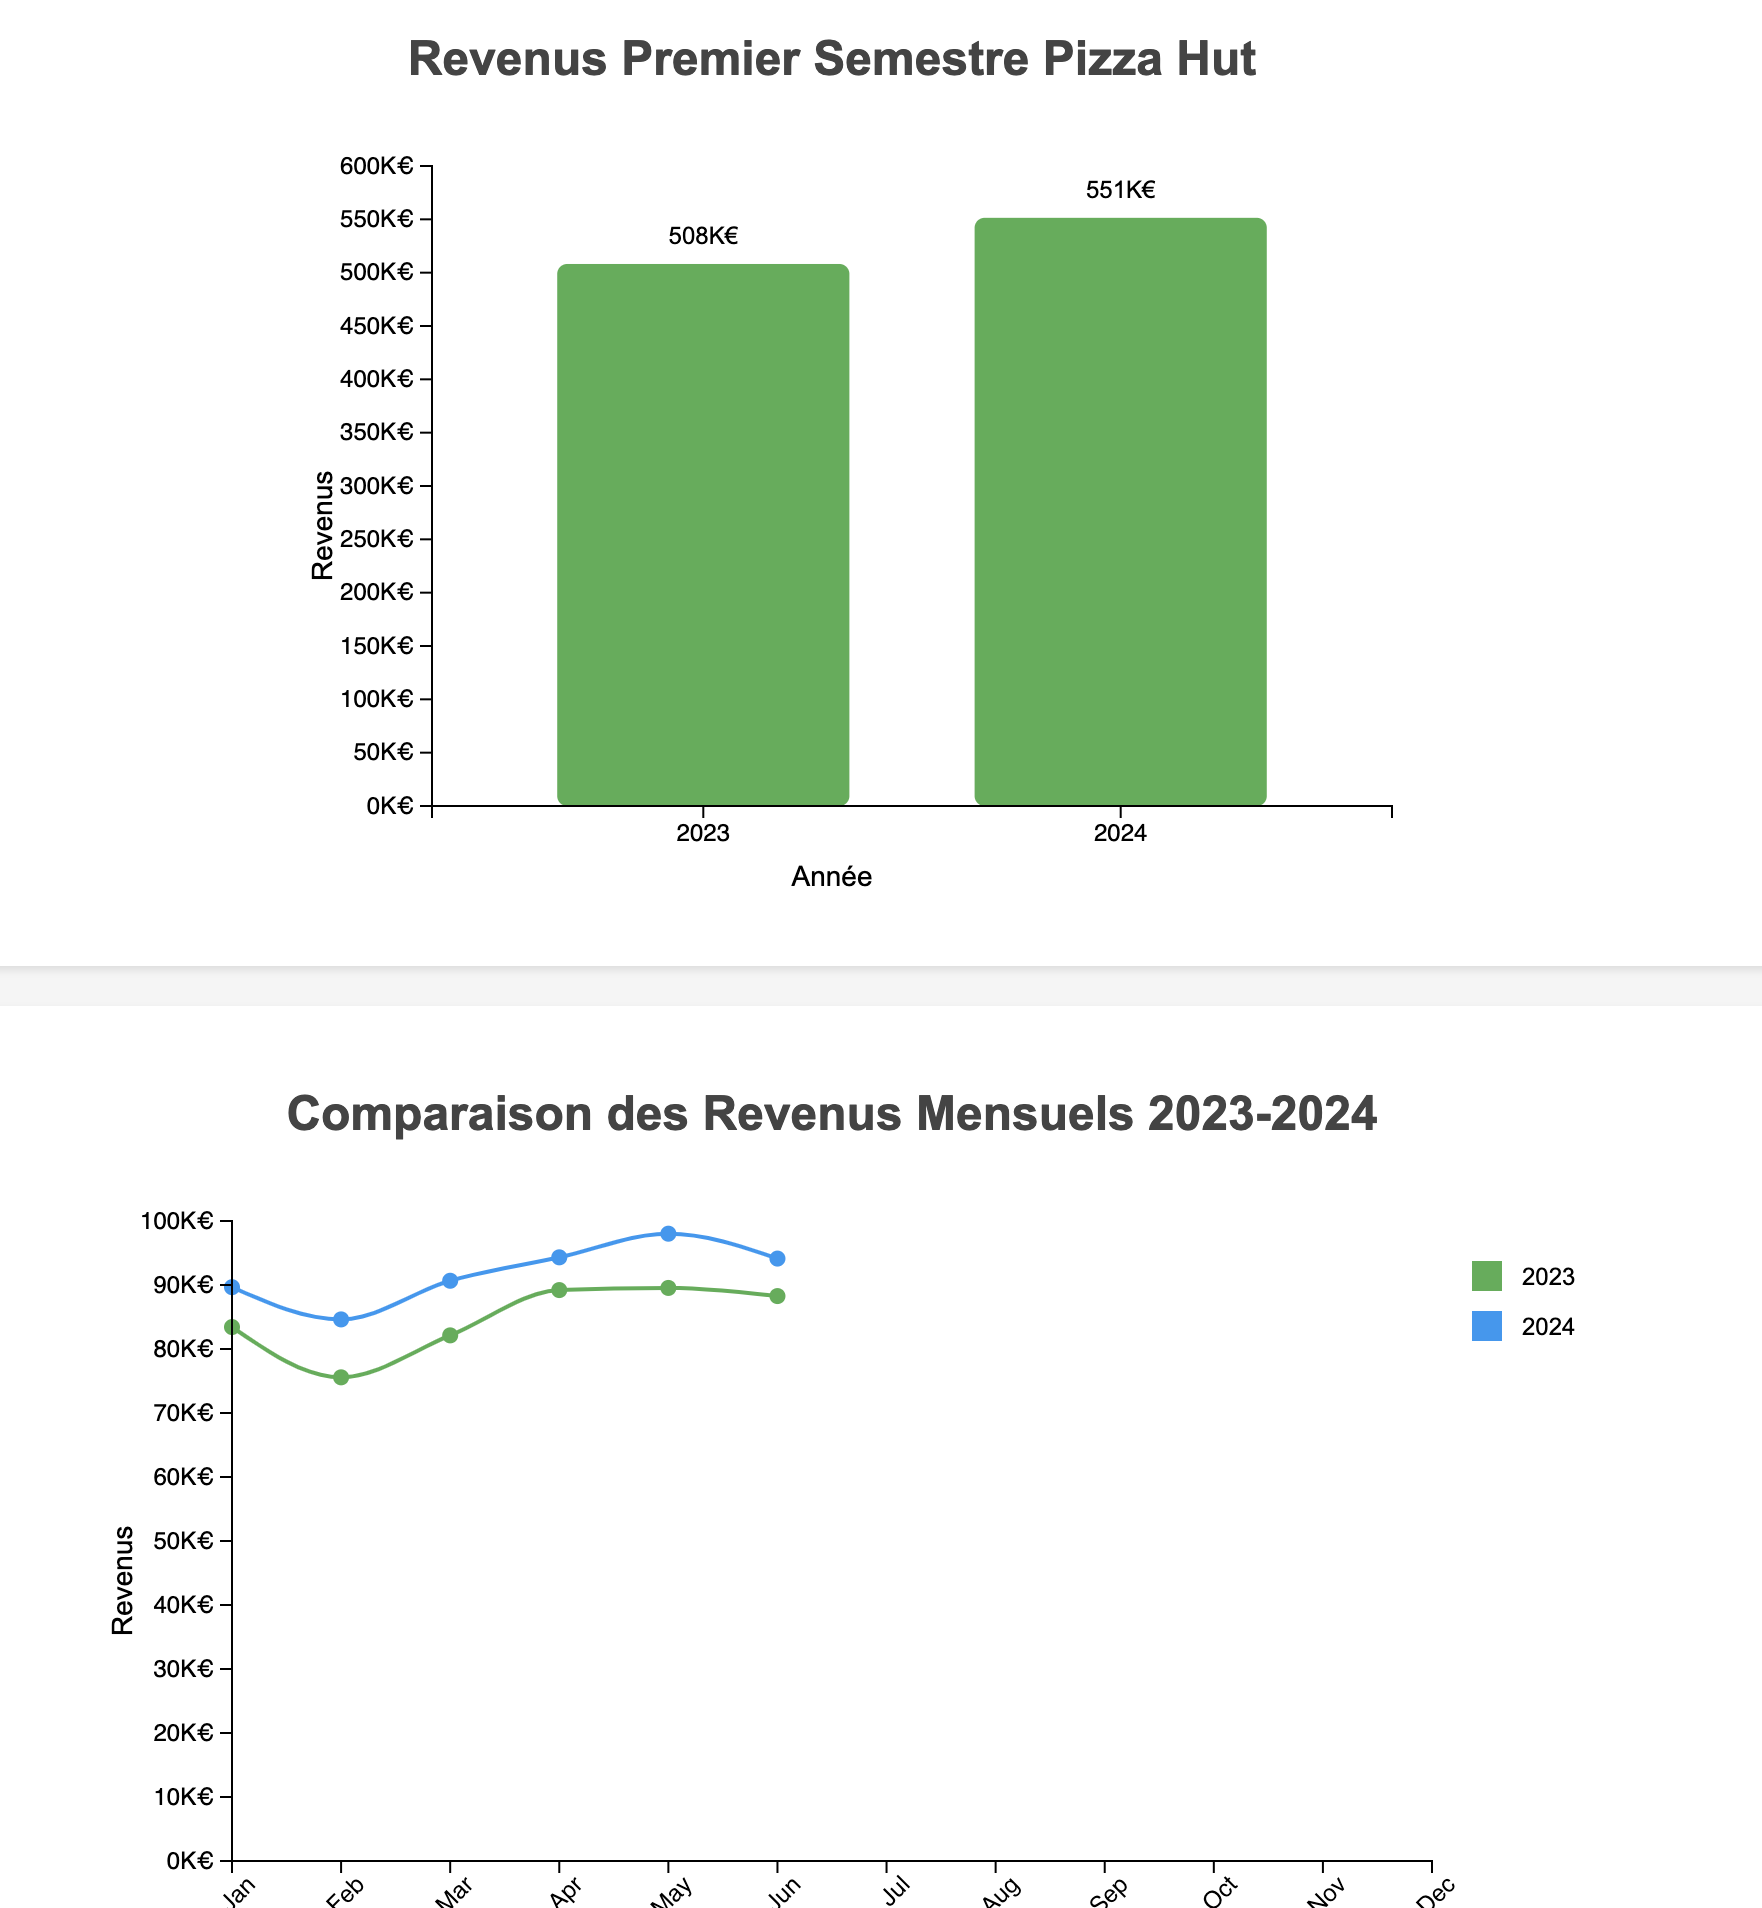 Revenus Premier Semestre Pizza Hut
600K€
550K€
500K€
450K€
400K€
350K€
300K€
250K€
200K€
150K€
100K€
50K€
0K€
Revenus
508K€
551K€
2023
2024
Année
Comparaison des Revenus Mensuels 2023-2024
100K€
90K€
80K€
70K€
60K€
50K€
40K€
30K€
20K€
10K€
0K€
Revenus
2023
2024
Jan
Feb
Mar
Apr
May
Jun
Jul
Aug
Sep
Oct
Nov
Dec